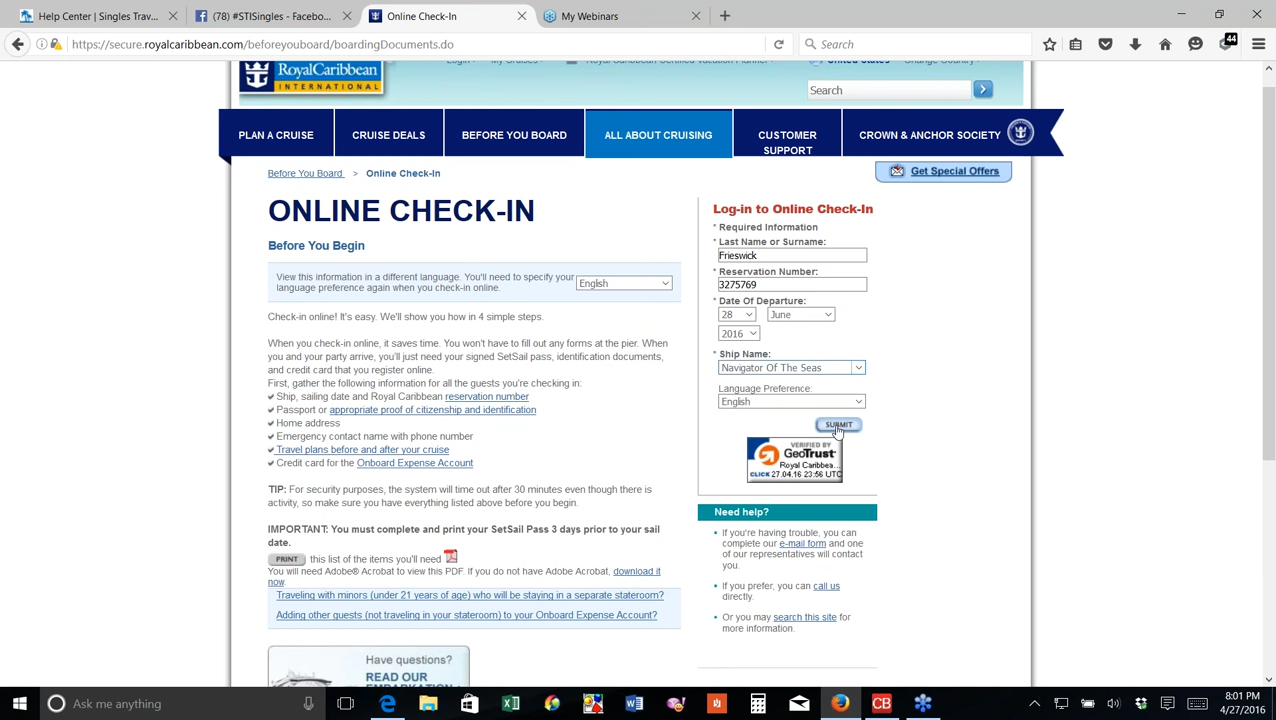 Help Center | Singles Trav...
(78) #STMCruise
Online Check-In
My Webinars
https://secure.royalcaribbean.com/beforeyouboard/boardingDocuments.do
Search
44
RoyalCaribbean
INTERNATIONAL
United States
Search
PLAN A CRUISE
CRUISE DEALS
BEFORE YOU BOARD
ALL ABOUT CRUISING
CUSTOMER
SUPPORT
CROWN & ANCHOR SOCIETY
Before You Board > Online Check-In
Get Special Offers
ONLINE CHECK-IN
Before You Begin
View this information in a different language. You'll need to specify your
language preference again when you check-in online.
English
Check-in online! It's easy. We'll show you how in 4 simple steps.
When you check-in online, it saves time. You won't have to fill out any forms at the pier. When
you and your party arrive, you'll just need your signed SetSail pass, identification documents,
and credit card that you register online.
First, gather the following information for all the guests you're checking in:
Ship, sailing date and Royal Caribbean reservation number
Passport or appropriate proof of citizenship and identification
Home address
Emergency contact name with phone number
Travel plans before and after your cruise
Credit card for the Onboard Expense Account
TIP: For security purposes, the system will time out after 30 minutes even though there is
activity, so make sure you have everything listed above before you begin.
IMPORTANT: You must complete and print your SetSail Pass 3 days prior to your sail
date.
PRINT this list of the items you'll need
You will need Adobe® Acrobat to view this PDF. If you do not have Adobe Acrobat, download it
now.
Traveling with minors (under 21 years of age) who will be staying in a separate stateroom?
Adding other guests (not traveling in your stateroom) to your Onboard Expense Account?
Have questions?
READ OUR
Log-in to Online Check-In
* Required Information
* Last Name or Surname:
Frieswick
* Reservation Number:
3275769
* Date Of Departure:
28 June
2016
* Ship Name:
Navigator Of The Seas
Language Preference:
English
SUBMIT
VERIFIED BY
GeoTrust
Royal Caribbea...
CLICK 27.04.16 23:56 UTC
Need help?
If you're having trouble, you can
complete our e-mail form and one
of our representatives will contact
you.
If you prefer, you can call us
directly.
Or you may search this site for
more information.
Ask me anything
8:01 PM
4/27/2016